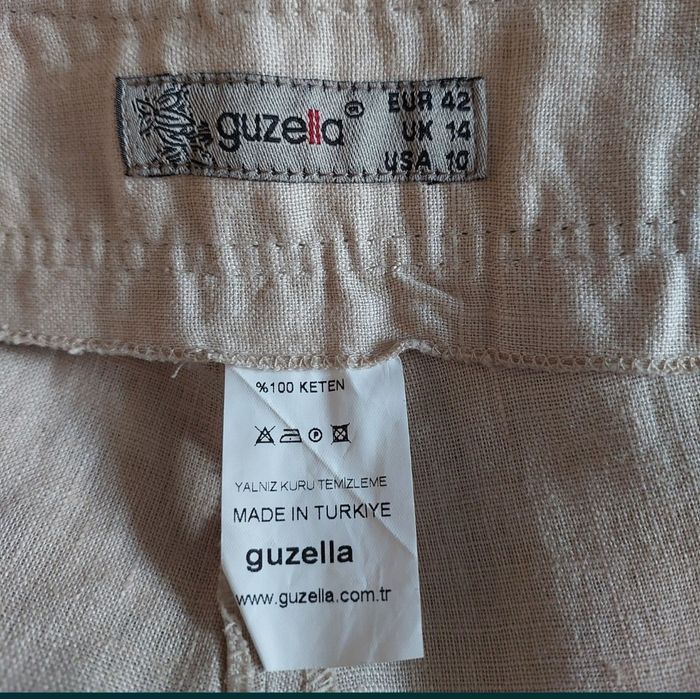 guzella®
EUR 42
UK 14
USA 10
%100 KETEN
YALNIZ KURU TEMİZLEME
MADE IN TURKIYE
guzella
www.guzella.com.tr